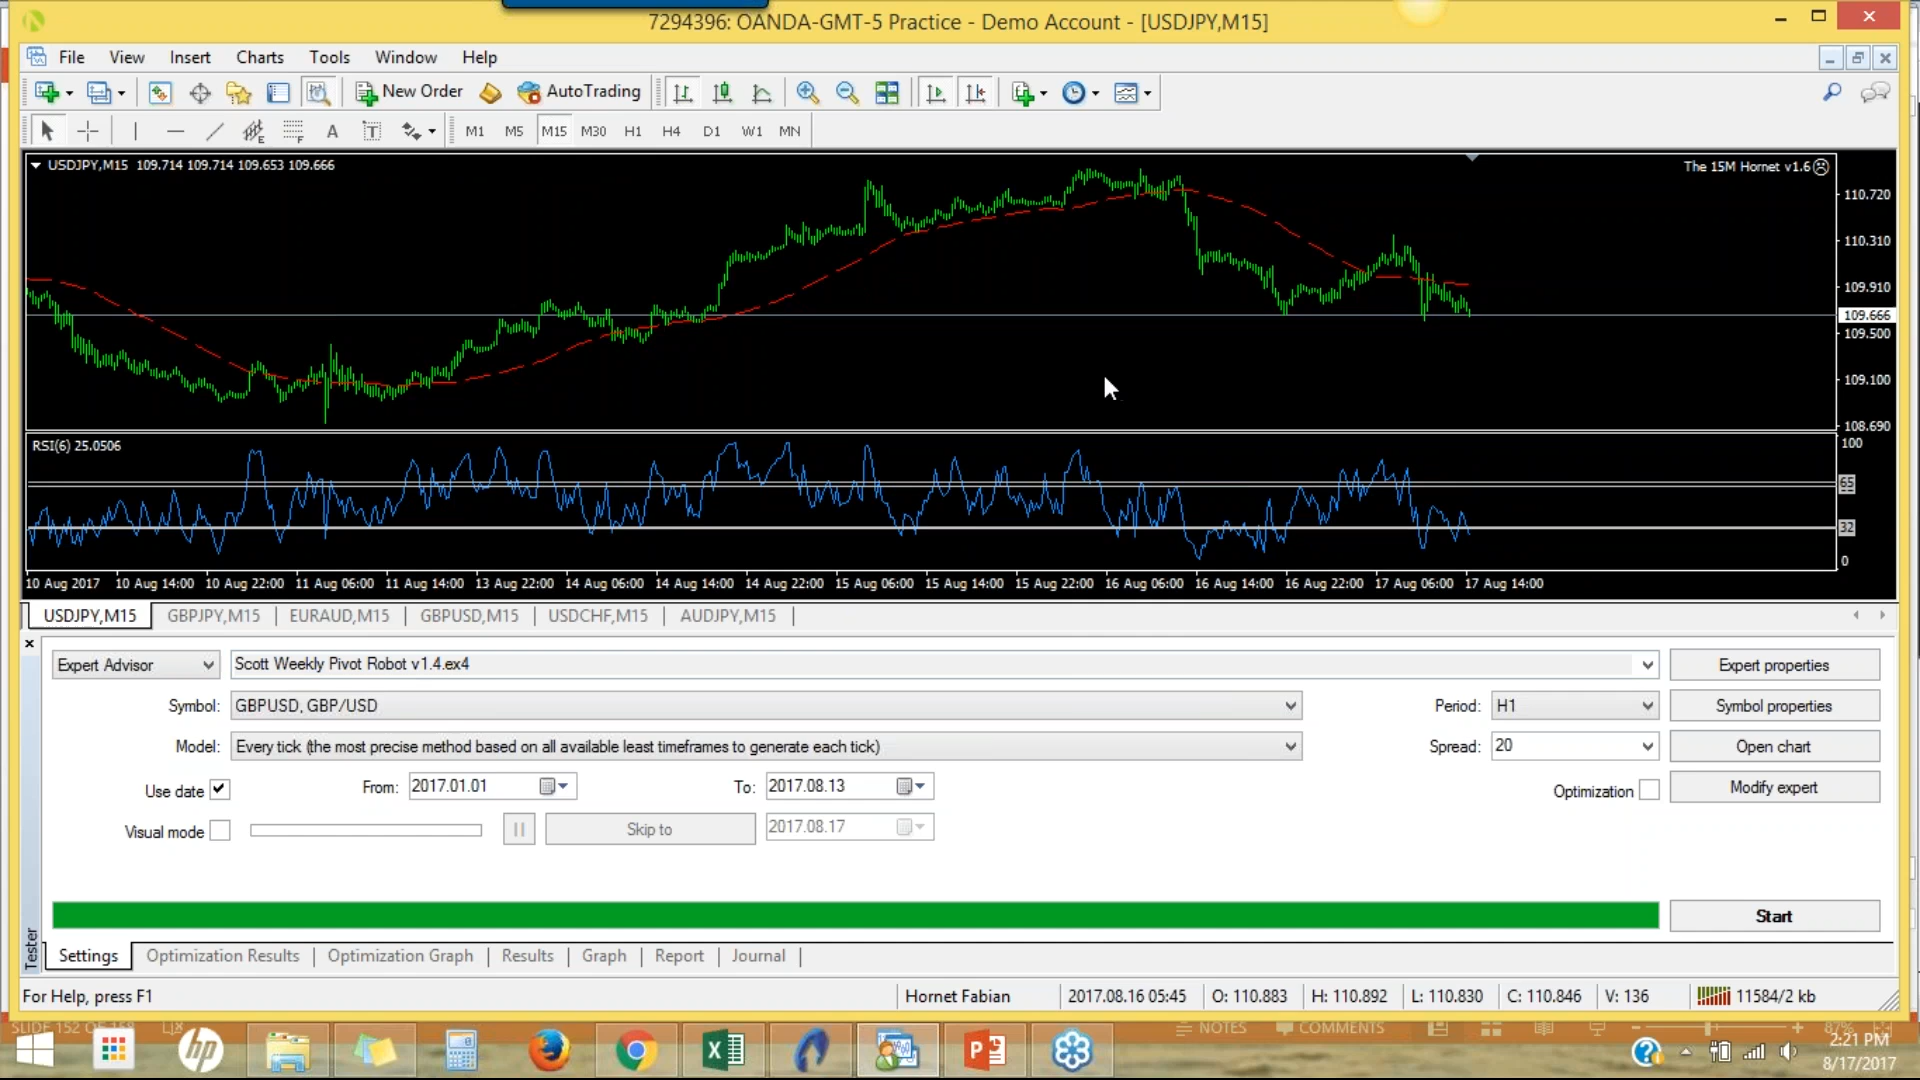 7294396: OANDA-GMT-5 Practice - Demo Account - [USDJPY,M15]
File View Insert Charts Tools Window Help
New Order AutoTrading
A T M1 M5 M15 M30 H1 H4 D1 W1 MN
USDJPY,M15 109.714 109.714 109.653 109.666
The 15M Hornet v1.6
110.720
110.310
109.910
109.666
109.500
109.100
108.690
RSI(6) 25.0506
100
65
32
0
10 Aug 2017 10 Aug 14:00 10 Aug 22:00 11 Aug 06:00 11 Aug 14:00 13 Aug 22:00 14 Aug 06:00 14 Aug 14:00 14 Aug 22:00 15 Aug 06:00 15 Aug 14:00 15 Aug 22:00 16 Aug 06:00 16 Aug 14:00 16 Aug 22:00 17 Aug 06:00 17 Aug 14:00
USDJPY,M15 GBPJPY,M15 EURAUD,M15 GBPUSD,M15 USDCHF,M15 AUDJPY,M15
Expert Advisor Scott Weekly Pivot Robot v1.4.ex4 Expert properties
Symbol: GBPUSD, GBP/USD Period: H1 Symbol properties
Model: Every tick (the most precise method based on all available least timeframes to generate each tick) Spread: 20 Open chart
Use date From: 2017.01.01 To: 2017.08.13 Optimization Modify expert
Visual mode Skip to 2017.08.17
Start
Tester
Settings Optimization Results Optimization Graph Results Graph Report Journal
For Help, press F1 Hornet Fabian 2017.08.16 05:45 O: 110.883 H: 110.892 L: 110.830 C: 110.846 V: 136 11584/2 kb
NOTES COMMENTS 87%
hp
2:21 PM
8/17/2017